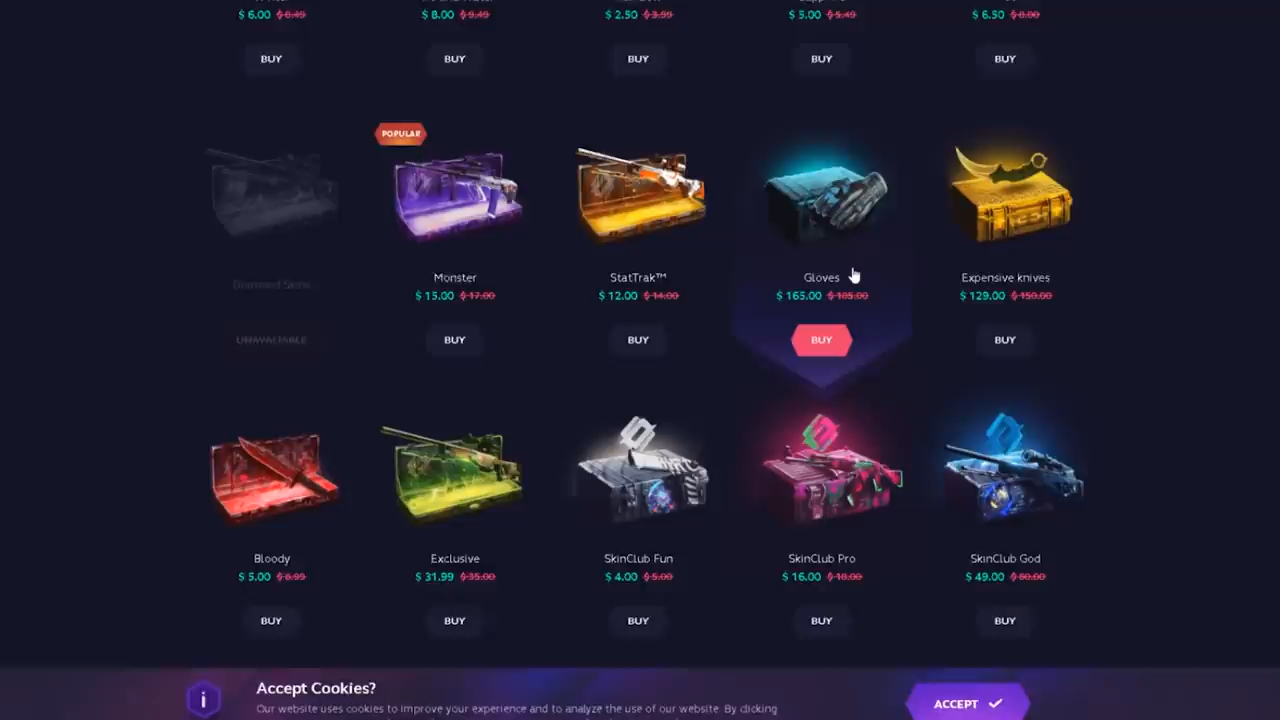 $ 6.00 $ 8.49
$ 8.00 $ 9.49
$ 2.50 $ 3.99
$ 5.00 $ 5.49
$ 6.50 $ 8.00
BUY BUY BUY BUY BUY
POPULAR
Monster StatTrak™ Gloves Expensive knives
$ 15.00 $ 17.00
$ 12.00 $ 14.00
$ 165.00 $ 185.00
$ 129.00 $ 150.00
UNAVALIABLE BUY BUY BUY BUY
Bloody Exclusive SkinClub Fun SkinClub Pro SkinClub God
$ 5.00 $ 6.99
$ 31.99 $ 35.00
$ 4.00 $ 5.00
$ 16.00 $ 18.00
$ 49.00 $ 60.00
BUY BUY BUY BUY BUY
Accept Cookies?
Our website uses cookies to improve your experience and to analyze the use of our website. By clicking
ACCEPT